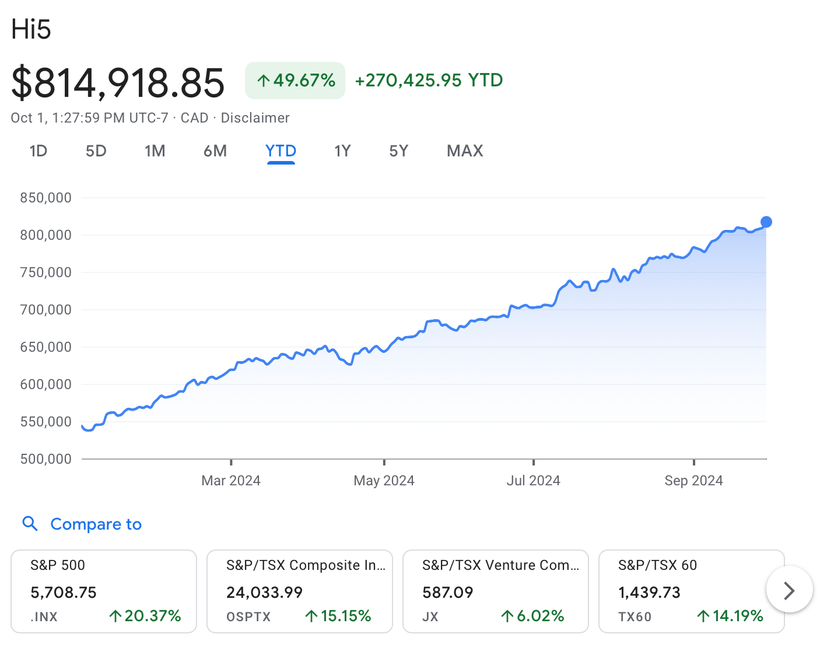 Hi5
$814,918.85 ↑ 49.67% +270,425.95 YTD
Oct 1, 1:27:59 PM UTC-7 · CAD · Disclaimer
1D 5D 1M 6M YTD 1Y 5Y MAX
850,000
800,000
750,000
700,000
650,000
600,000
550,000
500,000
Mar 2024 May 2024 Jul 2024 Sep 2024
Compare to
S&P 500
5,708.75
.INX ↑ 20.37%
S&P/TSX Composite In...
24,033.99
OSPTX ↑ 15.15%
S&P/TSX Venture Com...
587.09
JX ↑ 6.02%
S&P/TSX 60
1,439.73
TX60 ↑ 14.19%